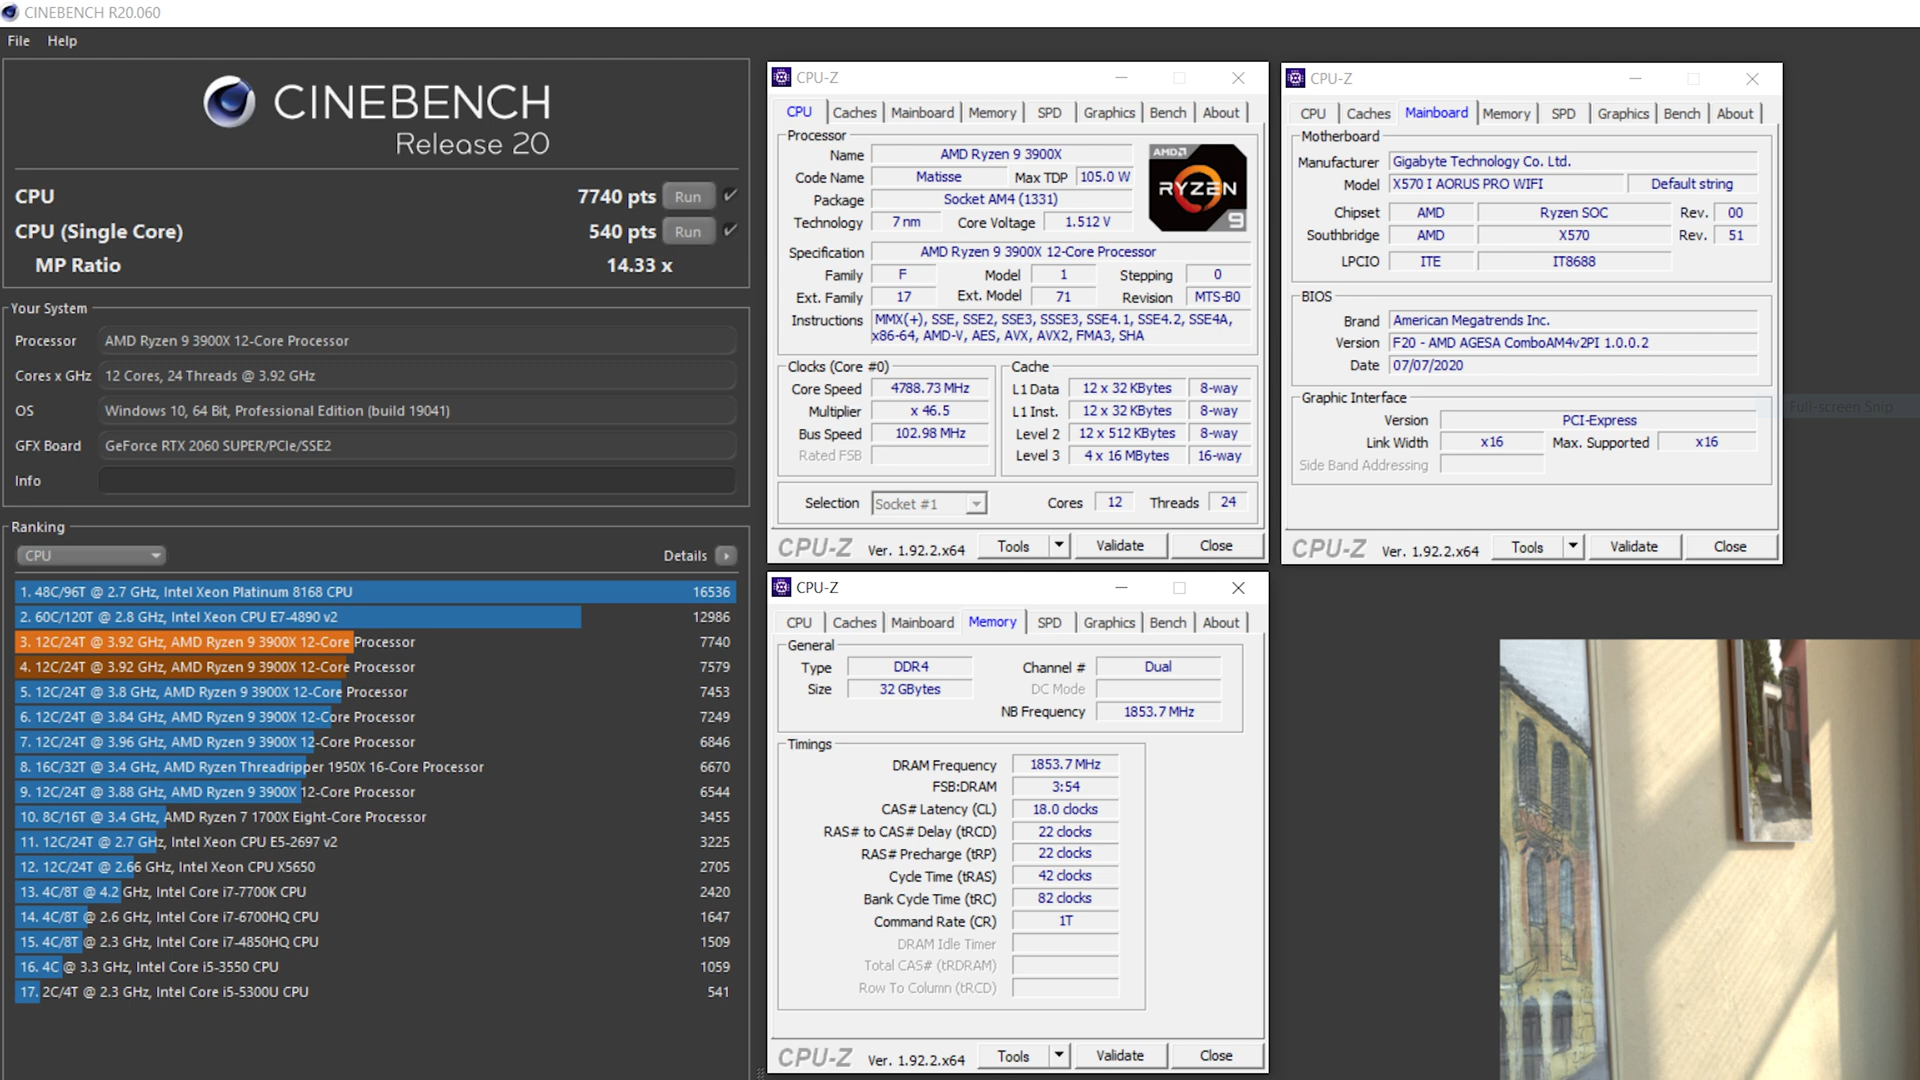 CINEBENCH R20.060
File Help
CINEBENCH
Release 20
CPU 7740 pts Run
CPU (Single Core) 540 pts Run
MP Ratio 14.33 x
Your System
Processor AMD Ryzen 9 3900X 12-Core Processor
Cores x GHz 12 Cores, 24 Threads @ 3.92 GHz
OS Windows 10, 64 Bit, Professional Edition (build 19041)
GFX Board GeForce RTX 2060 SUPER/PCIe/SSE2
Info
Ranking
CPU Details
1. 48C/96T @ 2.7 GHz, Intel Xeon Platinum 8168 CPU 16536
2. 60C/120T @ 2.8 GHz, Intel Xeon CPU E7-4890 v2 12986
3. 12C/24T @ 3.92 GHz, AMD Ryzen 9 3900X 12-Core Processor 7740
4. 12C/24T @ 3.92 GHz, AMD Ryzen 9 3900X 12-Core Processor 7579
5. 12C/24T @ 3.8 GHz, AMD Ryzen 9 3900X 12-Core Processor 7453
6. 12C/24T @ 3.84 GHz, AMD Ryzen 9 3900X 12-Core Processor 7249
7. 12C/24T @ 3.96 GHz, AMD Ryzen 9 3900X 12-Core Processor 6846
8. 16C/32T @ 3.4 GHz, AMD Ryzen Threadripper 1950X 16-Core Processor 6670
9. 12C/24T @ 3.88 GHz, AMD Ryzen 9 3900X 12-Core Processor 6544
10. 8C/16T @ 3.4 GHz, AMD Ryzen 7 1700X Eight-Core Processor 3455
11. 12C/24T @ 2.7 GHz, Intel Xeon CPU E5-2697 v2 3225
12. 12C/24T @ 2.66 GHz, Intel Xeon CPU X5650 2705
13. 4C/8T @ 4.2 GHz, Intel Core i7-7700K CPU 2420
14. 4C/8T @ 2.6 GHz, Intel Core i7-6700HQ CPU 1647
15. 4C/8T @ 2.3 GHz, Intel Core i7-4850HQ CPU 1509
16. 4C @ 3.3 GHz, Intel Core i5-3550 CPU 1059
17. 2C/4T @ 2.3 GHz, Intel Core i5-5300U CPU 541
CPU-Z
CPU Caches Mainboard Memory SPD Graphics Bench About
Processor
Name AMD Ryzen 9 3900X
Code Name Matisse Max TDP 105.0 W
Package Socket AM4 (1331)
Technology 7 nm Core Voltage 1.512 V
AMD
RYZEN
9
Specification AMD Ryzen 9 3900X 12-Core Processor
Family F Model 1 Stepping 0
Ext. Family 17 Ext. Model 71 Revision MTS-B0
Instructions MMX(+), SSE, SSE2, SSE3, SSSE3, SSE4.1, SSE4.2, SSE4A,
x86-64, AMD-V, AES, AVX, AVX2, FMA3, SHA
Clocks (Core #0)
Core Speed 4788.73 MHz
Multiplier x 46.5
Bus Speed 102.98 MHz
Rated FSB
Cache
L1 Data 12 x 32 KBytes 8-way
L1 Inst. 12 x 32 KBytes 8-way
Level 2 12 x 512 KBytes 8-way
Level 3 4 x 16 MBytes 16-way
Selection Socket #1 Cores 12 Threads 24
CPU-Z Ver. 1.92.2.x64 Tools Validate Close
CPU-Z
CPU Caches Mainboard Memory SPD Graphics Bench About
Motherboard
Manufacturer Gigabyte Technology Co. Ltd.
Model X570 I AORUS PRO WIFI Default string
Chipset AMD Ryzen SOC Rev. 00
Southbridge AMD X570 Rev. 51
LPCIO ITE IT8688
BIOS
Brand American Megatrends Inc.
Version F20 - AMD AGESA ComboAM4v2PI 1.0.0.2
Date 07/07/2020
Graphic Interface
Version PCI-Express
Link Width x16 Max. Supported x16
Side Band Addressing
CPU-Z Ver. 1.92.2.x64 Tools Validate Close
Full-screen Snip
CPU-Z
CPU Caches Mainboard Memory SPD Graphics Bench About
General
Type DDR4 Channel # Dual
Size 32 GBytes DC Mode
NB Frequency 1853.7 MHz
Timings
DRAM Frequency 1853.7 MHz
FSB:DRAM 3:54
CAS# Latency (CL) 18.0 clocks
RAS# to CAS# Delay (tRCD) 22 clocks
RAS# Precharge (tRP) 22 clocks
Cycle Time (tRAS) 42 clocks
Bank Cycle Time (tRC) 82 clocks
Command Rate (CR) 1T
DRAM Idle Timer
Total CAS# (tRDRAM)
Row To Column (tRCD)
CPU-Z Ver. 1.92.2.x64 Tools Validate Close